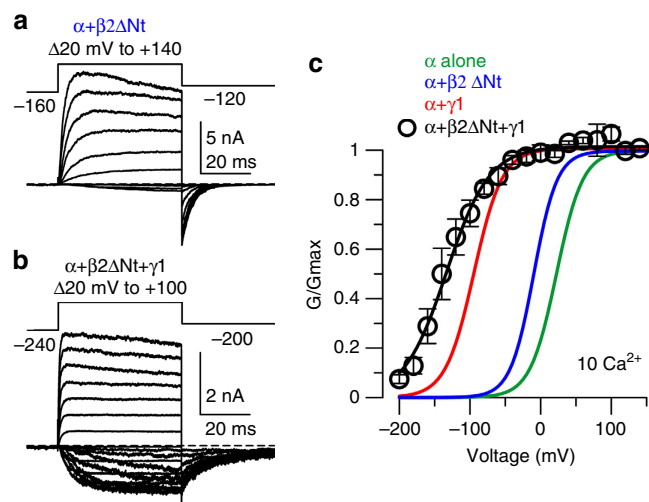 a
α+β2ΔNt
Δ20 mV to +140
−160
−120
5 nA
20 ms
b
α+β2ΔNt+γ1
Δ20 mV to +100
−240
−200
2 nA
20 ms
c
α alone
α+β2 ΔNt
α+γ1
α+β2ΔNt+γ1
G/Gmax
1
0.8
0.6
0.4
0.2
0
10 Ca2+
−200 −100 0 100
Voltage (mV)